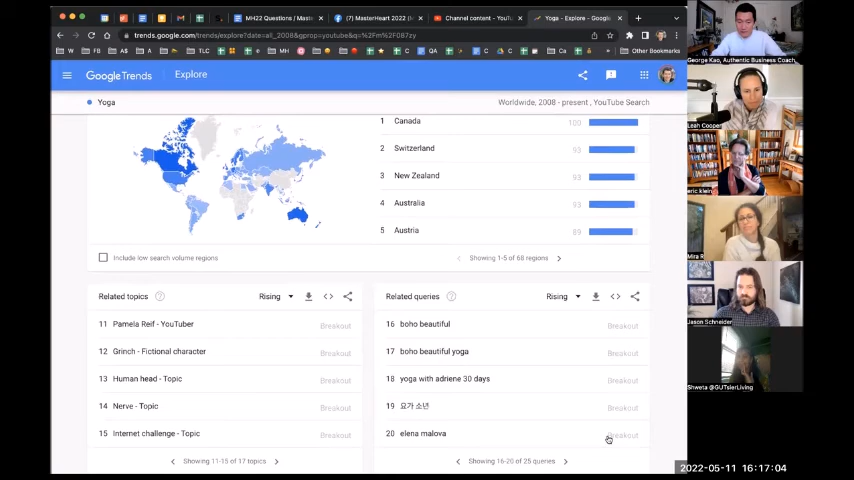 MH22 Questions / Maste
(7) MasterHeart 2022 (M
Channel content - YouTu
Yoga - Explore - Google
trends.google.com/trends/explore?date=all_2008&gprop=youtube&q=%2Fm%2F087zy
W
FB
A$
A
TLC
MH
QA
C
Ca
Other Bookmarks
Google Trends
Explore
Yoga
Worldwide, 2008 - present , YouTube Search
1 Canada 100
2 Switzerland 93
3 New Zealand 93
4 Australia 93
5 Austria 89
Include low search volume regions
Showing 1-5 of 68 regions
Related topics
Rising
Related queries
Rising
11 Pamela Reif - YouTuber Breakout
12 Grinch - Fictional character Breakout
13 Human head - Topic Breakout
14 Nerve - Topic Breakout
15 Internet challenge - Topic Breakout
Showing 11-15 of 17 topics
16 boho beautiful Breakout
17 boho beautiful yoga Breakout
18 yoga with adriene 30 days Breakout
19 요가 소년 Breakout
20 elena malova Breakout
Showing 16-20 of 25 queries
George Kao, Authentic Business Coach
Leah Cooper
eric klein
Mira R
Jason Schneider
Shweta @GUTsierLiving
2022-05-11 16:17:04